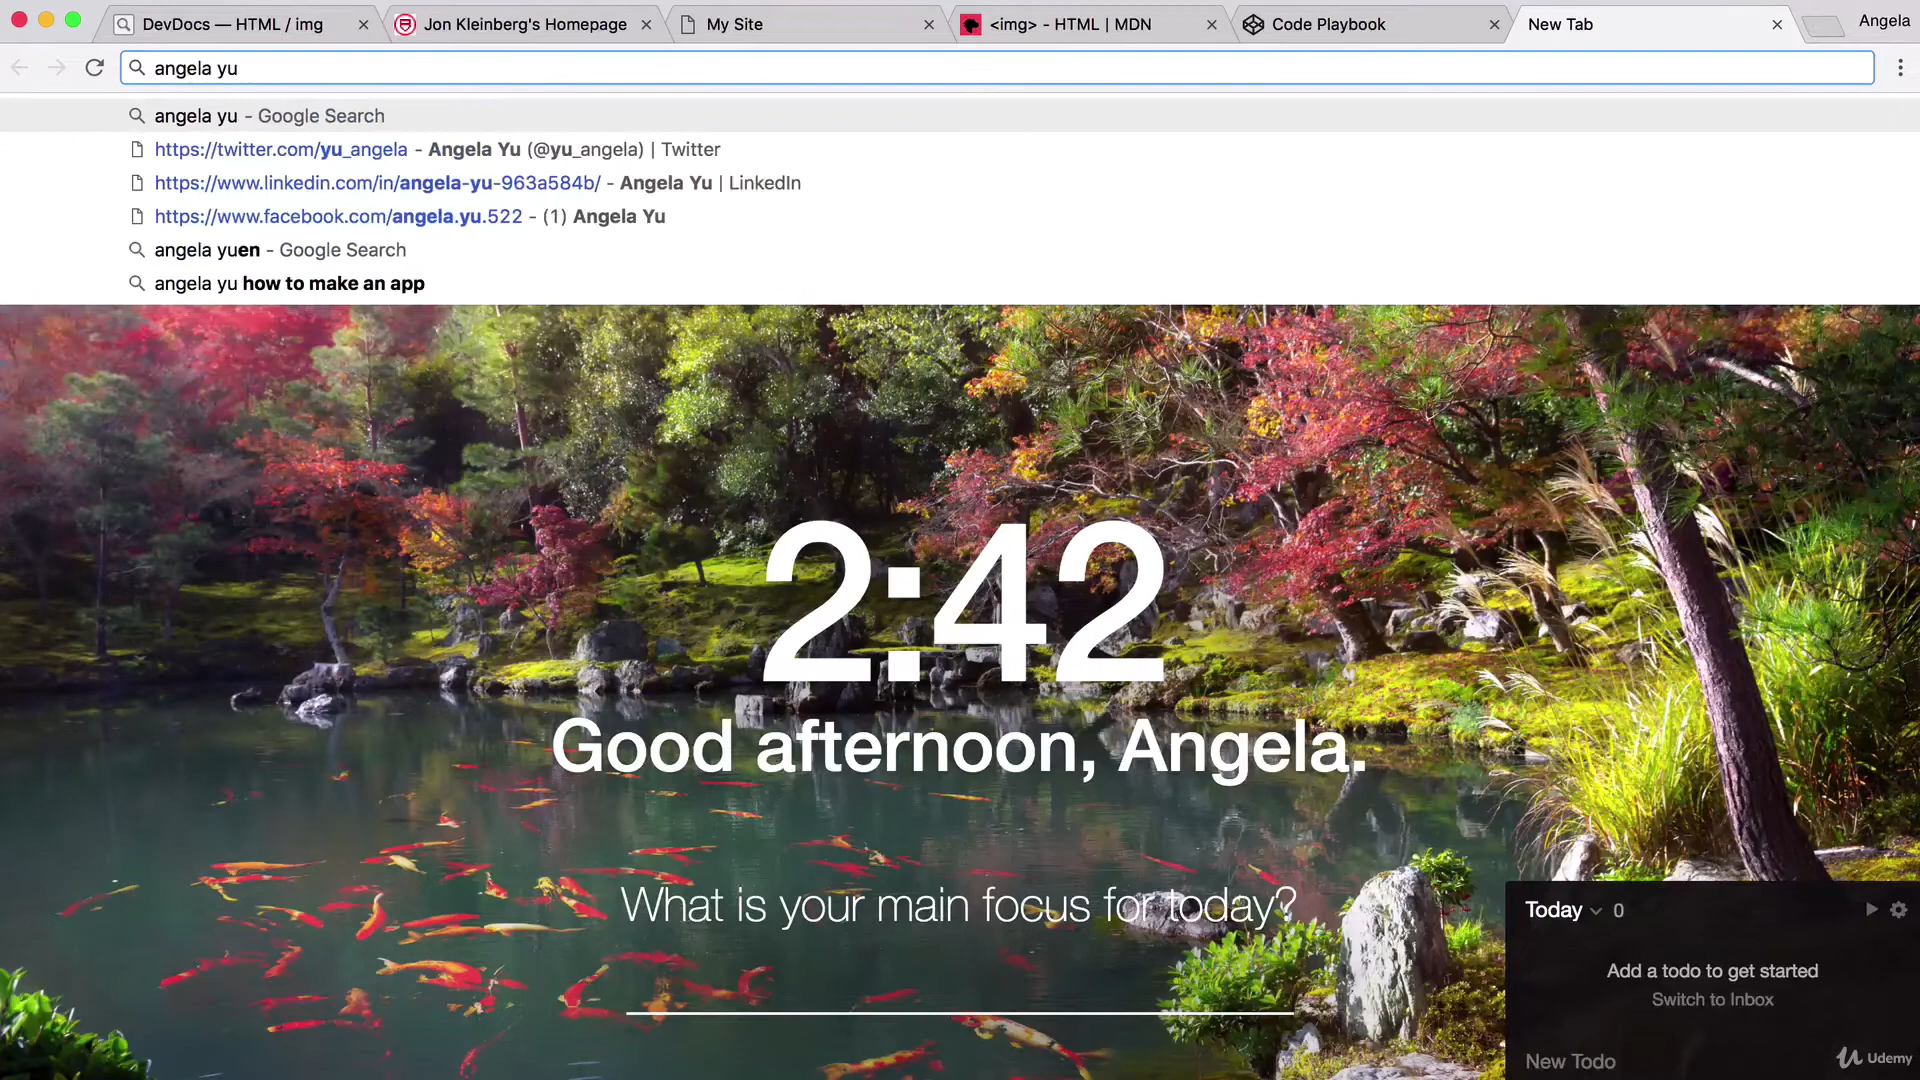 DevDocs — HTML / img
Jon Kleinberg's Homepage
My Site
<img> - HTML | MDN
Code Playbook
New Tab
Angela
angela yu
angela yu - Google Search
https://twitter.com/yu_angela - Angela Yu (@yu_angela) | Twitter
https://www.linkedin.com/in/angela-yu-963a584b/ - Angela Yu | LinkedIn
https://www.facebook.com/angela.yu.522 - (1) Angela Yu
angela yuen - Google Search
angela yu how to make an app
2:42
Good afternoon, Angela.
What is your main focus for today?
Today 0
Add a todo to get started
Switch to Inbox
New Todo
Udemy